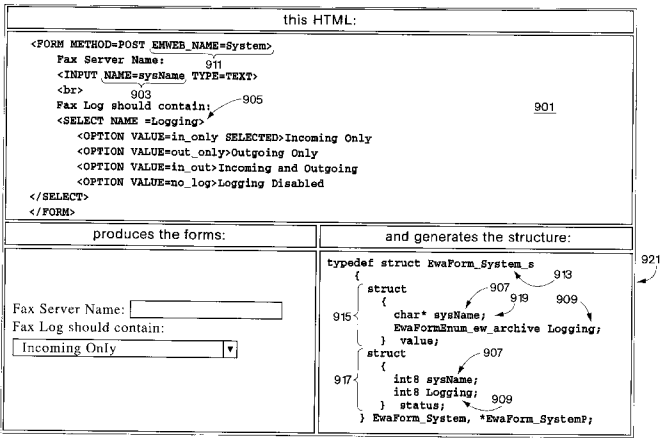 this HTML:
<FORM METHOD=POST EMWEB_NAME=System>
911
Fax Server Name:
<INPUT NAME=sysName TYPE=TEXT>
903
<br>
Fax Log should contain:
905
901
<SELECT NAME =Logging>
<OPTION VALUE=in_only SELECTED>Incoming Only
<OPTION VALUE=out_only>Outgoing Only
<OPTION VALUE=in_out>Incoming and Outgoing
<OPTION VALUE=no_log>Logging Disabled
</SELECT>
</FORM>
produces the forms:
Fax Server Name:
Fax Log should contain:
Incoming Only
and generates the structure:
921
typedef struct EwaForm_System_s
913
{
struct
907
{
919
909
915
char* sysName;
EwaFormEnum_ew_archive Logging;
} value;
struct
907
{
917
int8 sysName;
int8 Logging;
909
} status;
} EwaForm_System, *EwaForm_SystemP;